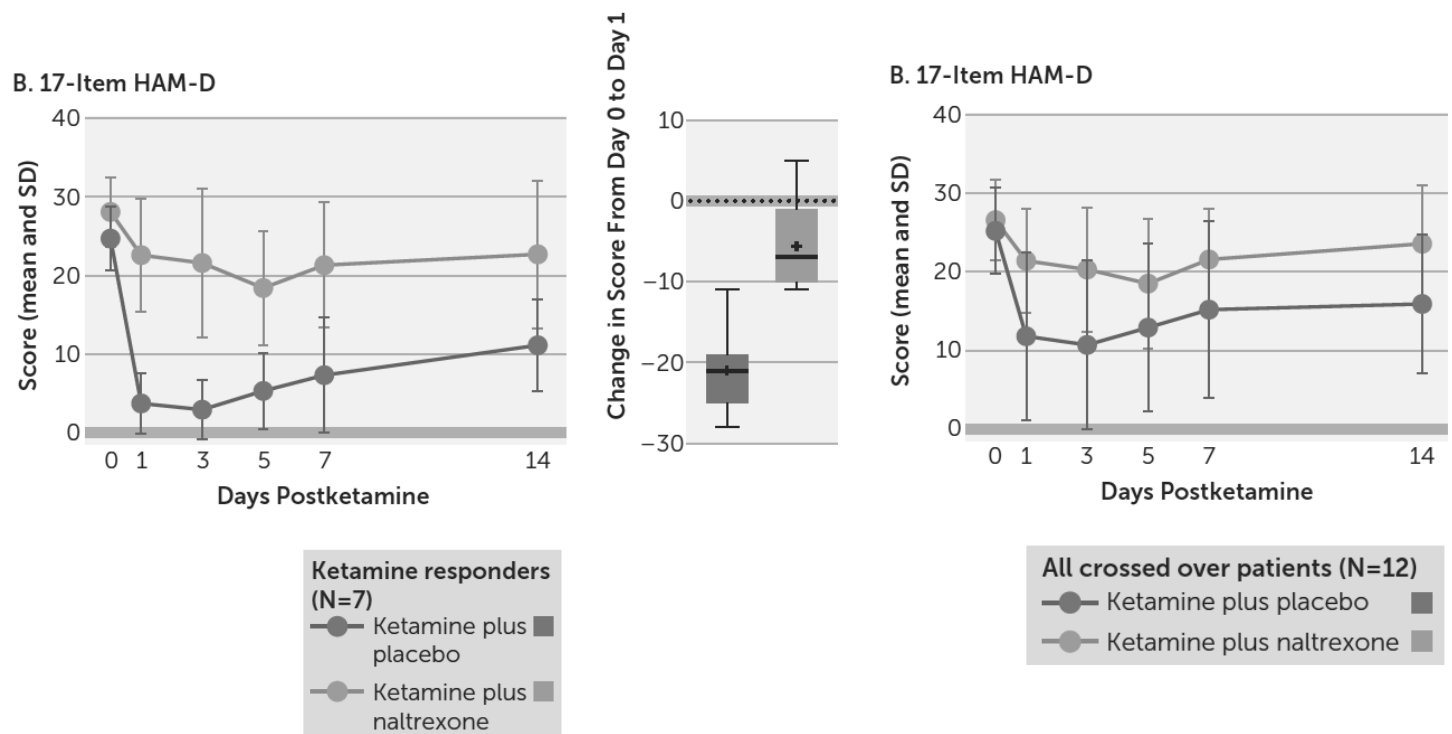 B. 17-Item HAM-D
Score (mean and SD)
40
30
20
10
0
0 1 3 5 7 14
Days Postketamine
Ketamine responders
(N=7)
Ketamine plus
placebo
Ketamine plus
naltrexone
Change in Score From Day 0 to Day 1
10
0
−10
−20
−30
B. 17-Item HAM-D
Score (mean and SD)
40
30
20
10
0
0 1 3 5 7 14
Days Postketamine
All crossed over patients (N=12)
Ketamine plus placebo
Ketamine plus naltrexone